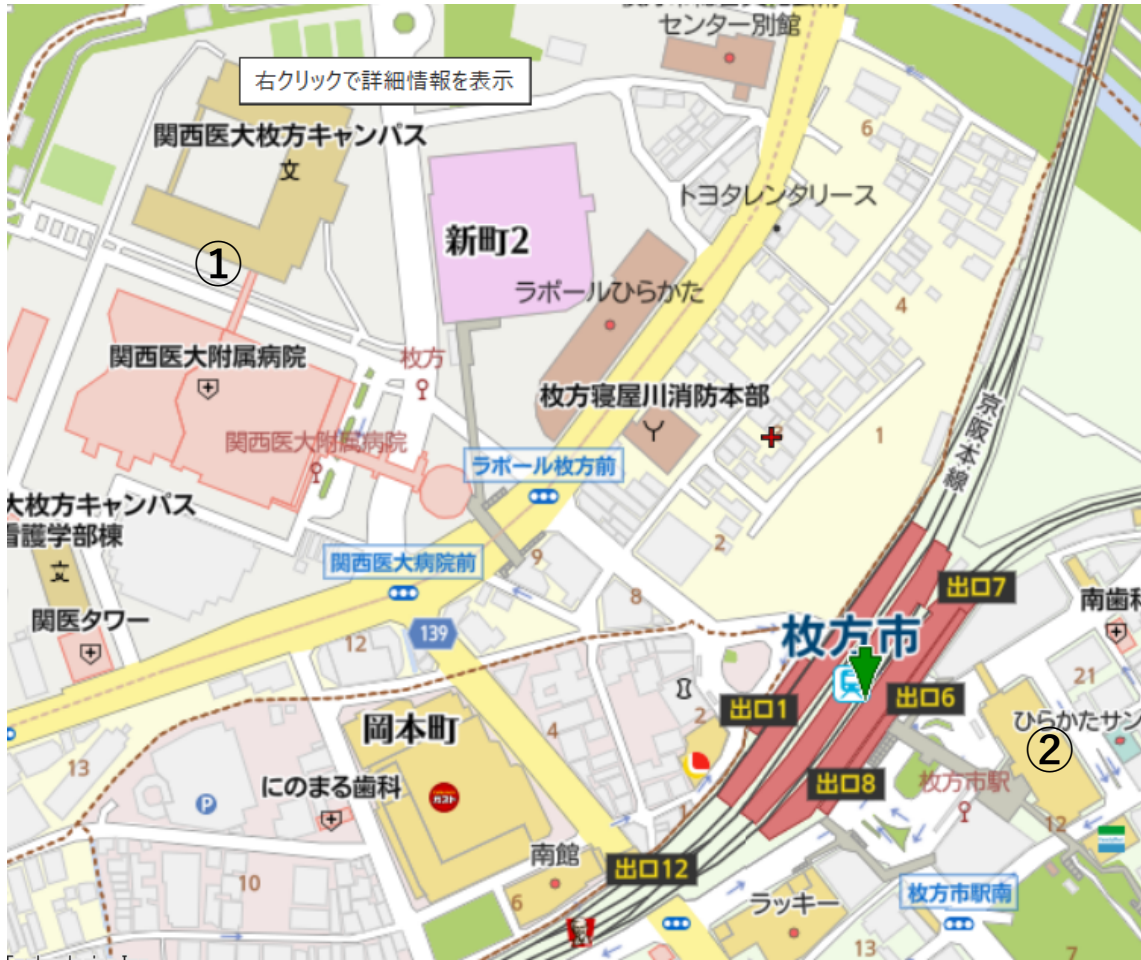 センター別館
右クリックで詳細情報を表示
関西医大枚方キャンパス
文
6
トヨタレンタリース
新町2
①
ラポールひらかた
4
関西医大附属病院
枚方
枚方寝屋川消防本部
京阪本線
1
2
関西医大附属病院
ラポール枚方前
大枚方キャンパス
看護学部棟
文
関西医大病院前
9
2
出口7
南歯科
8
関医タワー
12
139
枚方市
21
出口1
出口6
ひらかたサン
②
岡本町
4
2
13
にのまる歯科
P
ガスト
出口8
枚方市駅
1
12
FamilyMart
南館
出口12
10
6
ラッキー
枚方市駅南
13
7